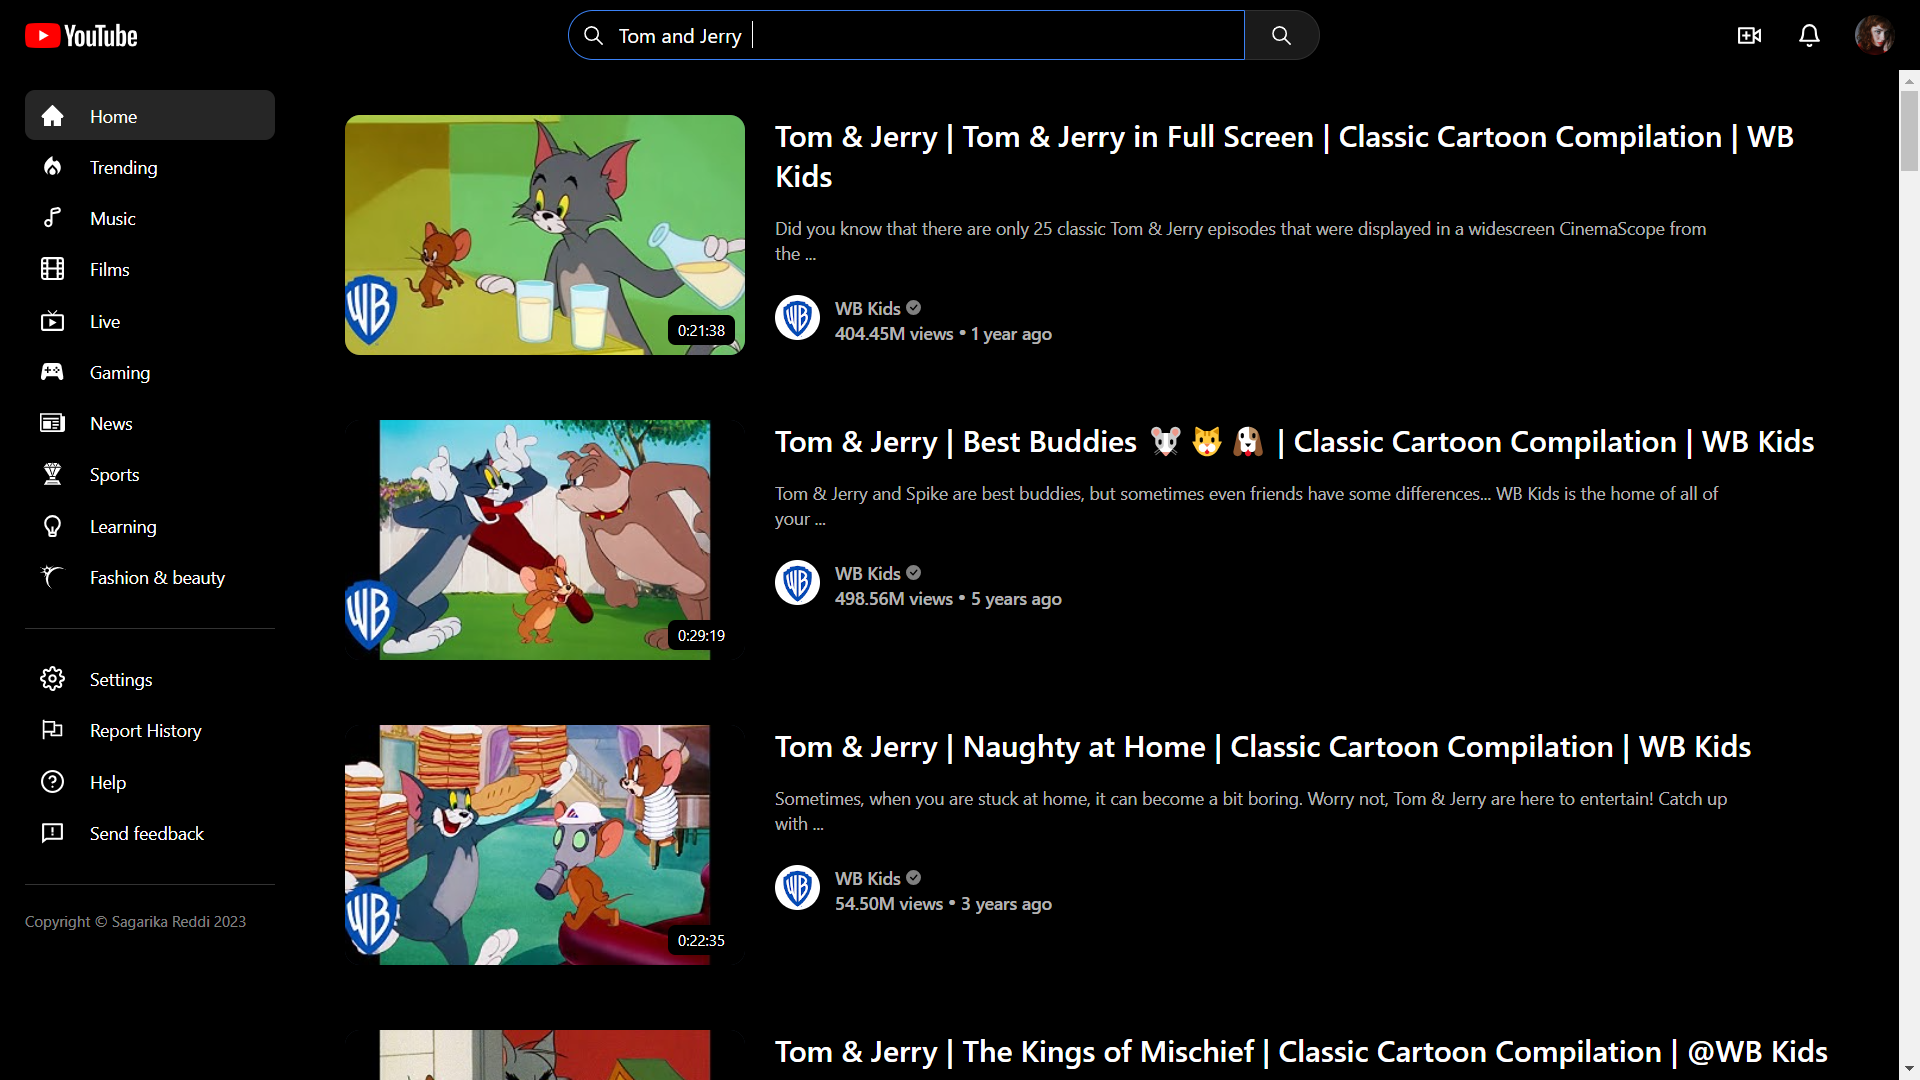 YouTube
Tom and Jerry
Home
Trending
Music
Films
Live
Gaming
News
Sports
Learning
Fashion & beauty
Settings
Report History
Help
Send feedback
Copyright © Sagarika Reddi 2023
WB
0:21:38
Tom & Jerry | Tom & Jerry in Full Screen | Classic Cartoon Compilation | WB
Kids
Did you know that there are only 25 classic Tom & Jerry episodes that were displayed in a widescreen CinemaScope from
the ...
WB
WB Kids
404.45M views • 1 year ago
WB
0:29:19
Tom & Jerry | Best Buddies 🐭 🐱 🐶 | Classic Cartoon Compilation | WB Kids
Tom & Jerry and Spike are best buddies, but sometimes even friends have some differences... WB Kids is the home of all of
your ...
WB
WB Kids
498.56M views • 5 years ago
WB
0:22:35
Tom & Jerry | Naughty at Home | Classic Cartoon Compilation | WB Kids
Sometimes, when you are stuck at home, it can become a bit boring. Worry not, Tom & Jerry are here to entertain! Catch up
with ...
WB
WB Kids
54.50M views • 3 years ago
Tom & Jerry | The Kings of Mischief | Classic Cartoon Compilation | @WB Kids